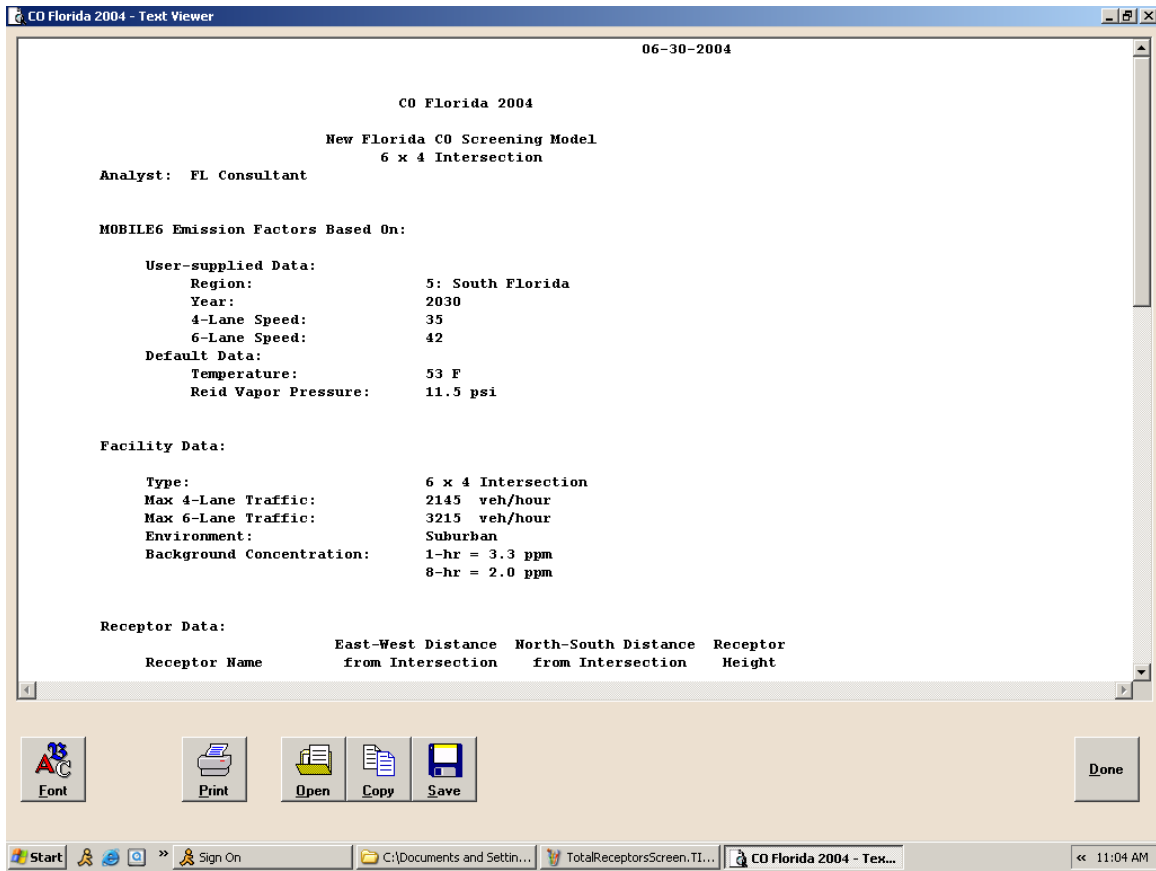 CO Florida 2004 - Text Viewer
06-30-2004
CO Florida 2004
New Florida CO Screening Model
6 x 4 Intersection
Analyst: FL Consultant
MOBILE6 Emission Factors Based On:
User-supplied Data:
Region: 5: South Florida
Year: 2030
4-Lane Speed: 35
6-Lane Speed: 42
Default Data:
Temperature: 53 F
Reid Vapor Pressure: 11.5 psi
Facility Data:
Type: 6 x 4 Intersection
Max 4-Lane Traffic: 2145 veh/hour
Max 6-Lane Traffic: 3215 veh/hour
Environment: Suburban
Background Concentration: 1-hr = 3.3 ppm
8-hr = 2.0 ppm
Receptor Data:
East-West Distance North-South Distance Receptor
Receptor Name from Intersection from Intersection Height
Font Print Open Copy Save Done
Start » Sign On C:\Documents and Settin... TotalReceptorsScreen.TI... CO Florida 2004 - Tex... « 11:04 AM